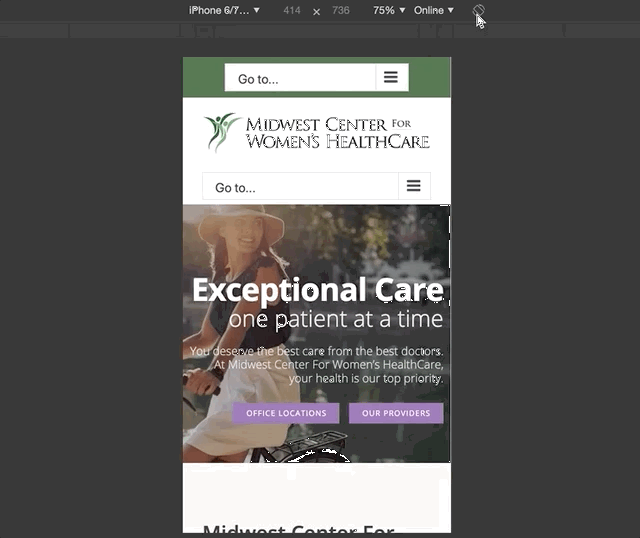 iPhone 6/7... ▼ 414 × 736 75% ▼ Online ▼
Go to...
MIDWEST CENTER FOR
WOMEN'S HEALTHCARE
Go to...
Exceptional Care
one patient at a time
You deserve the best care from the best doctors.
At Midwest Center For Women's HealthCare,
your health is our top priority.
OFFICE LOCATIONS OUR PROVIDERS
Midwest Center For